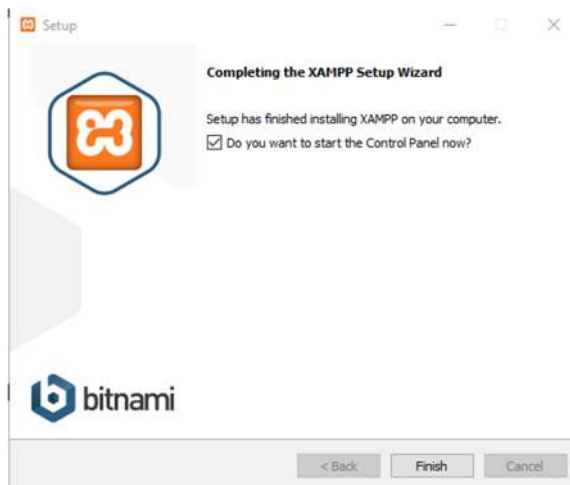 Setup
Completing the XAMPP Setup Wizard
Setup has finished installing XAMPP on your computer.
Do you want to start the Control Panel now?
bitnami
< Back
Finish
Cancel